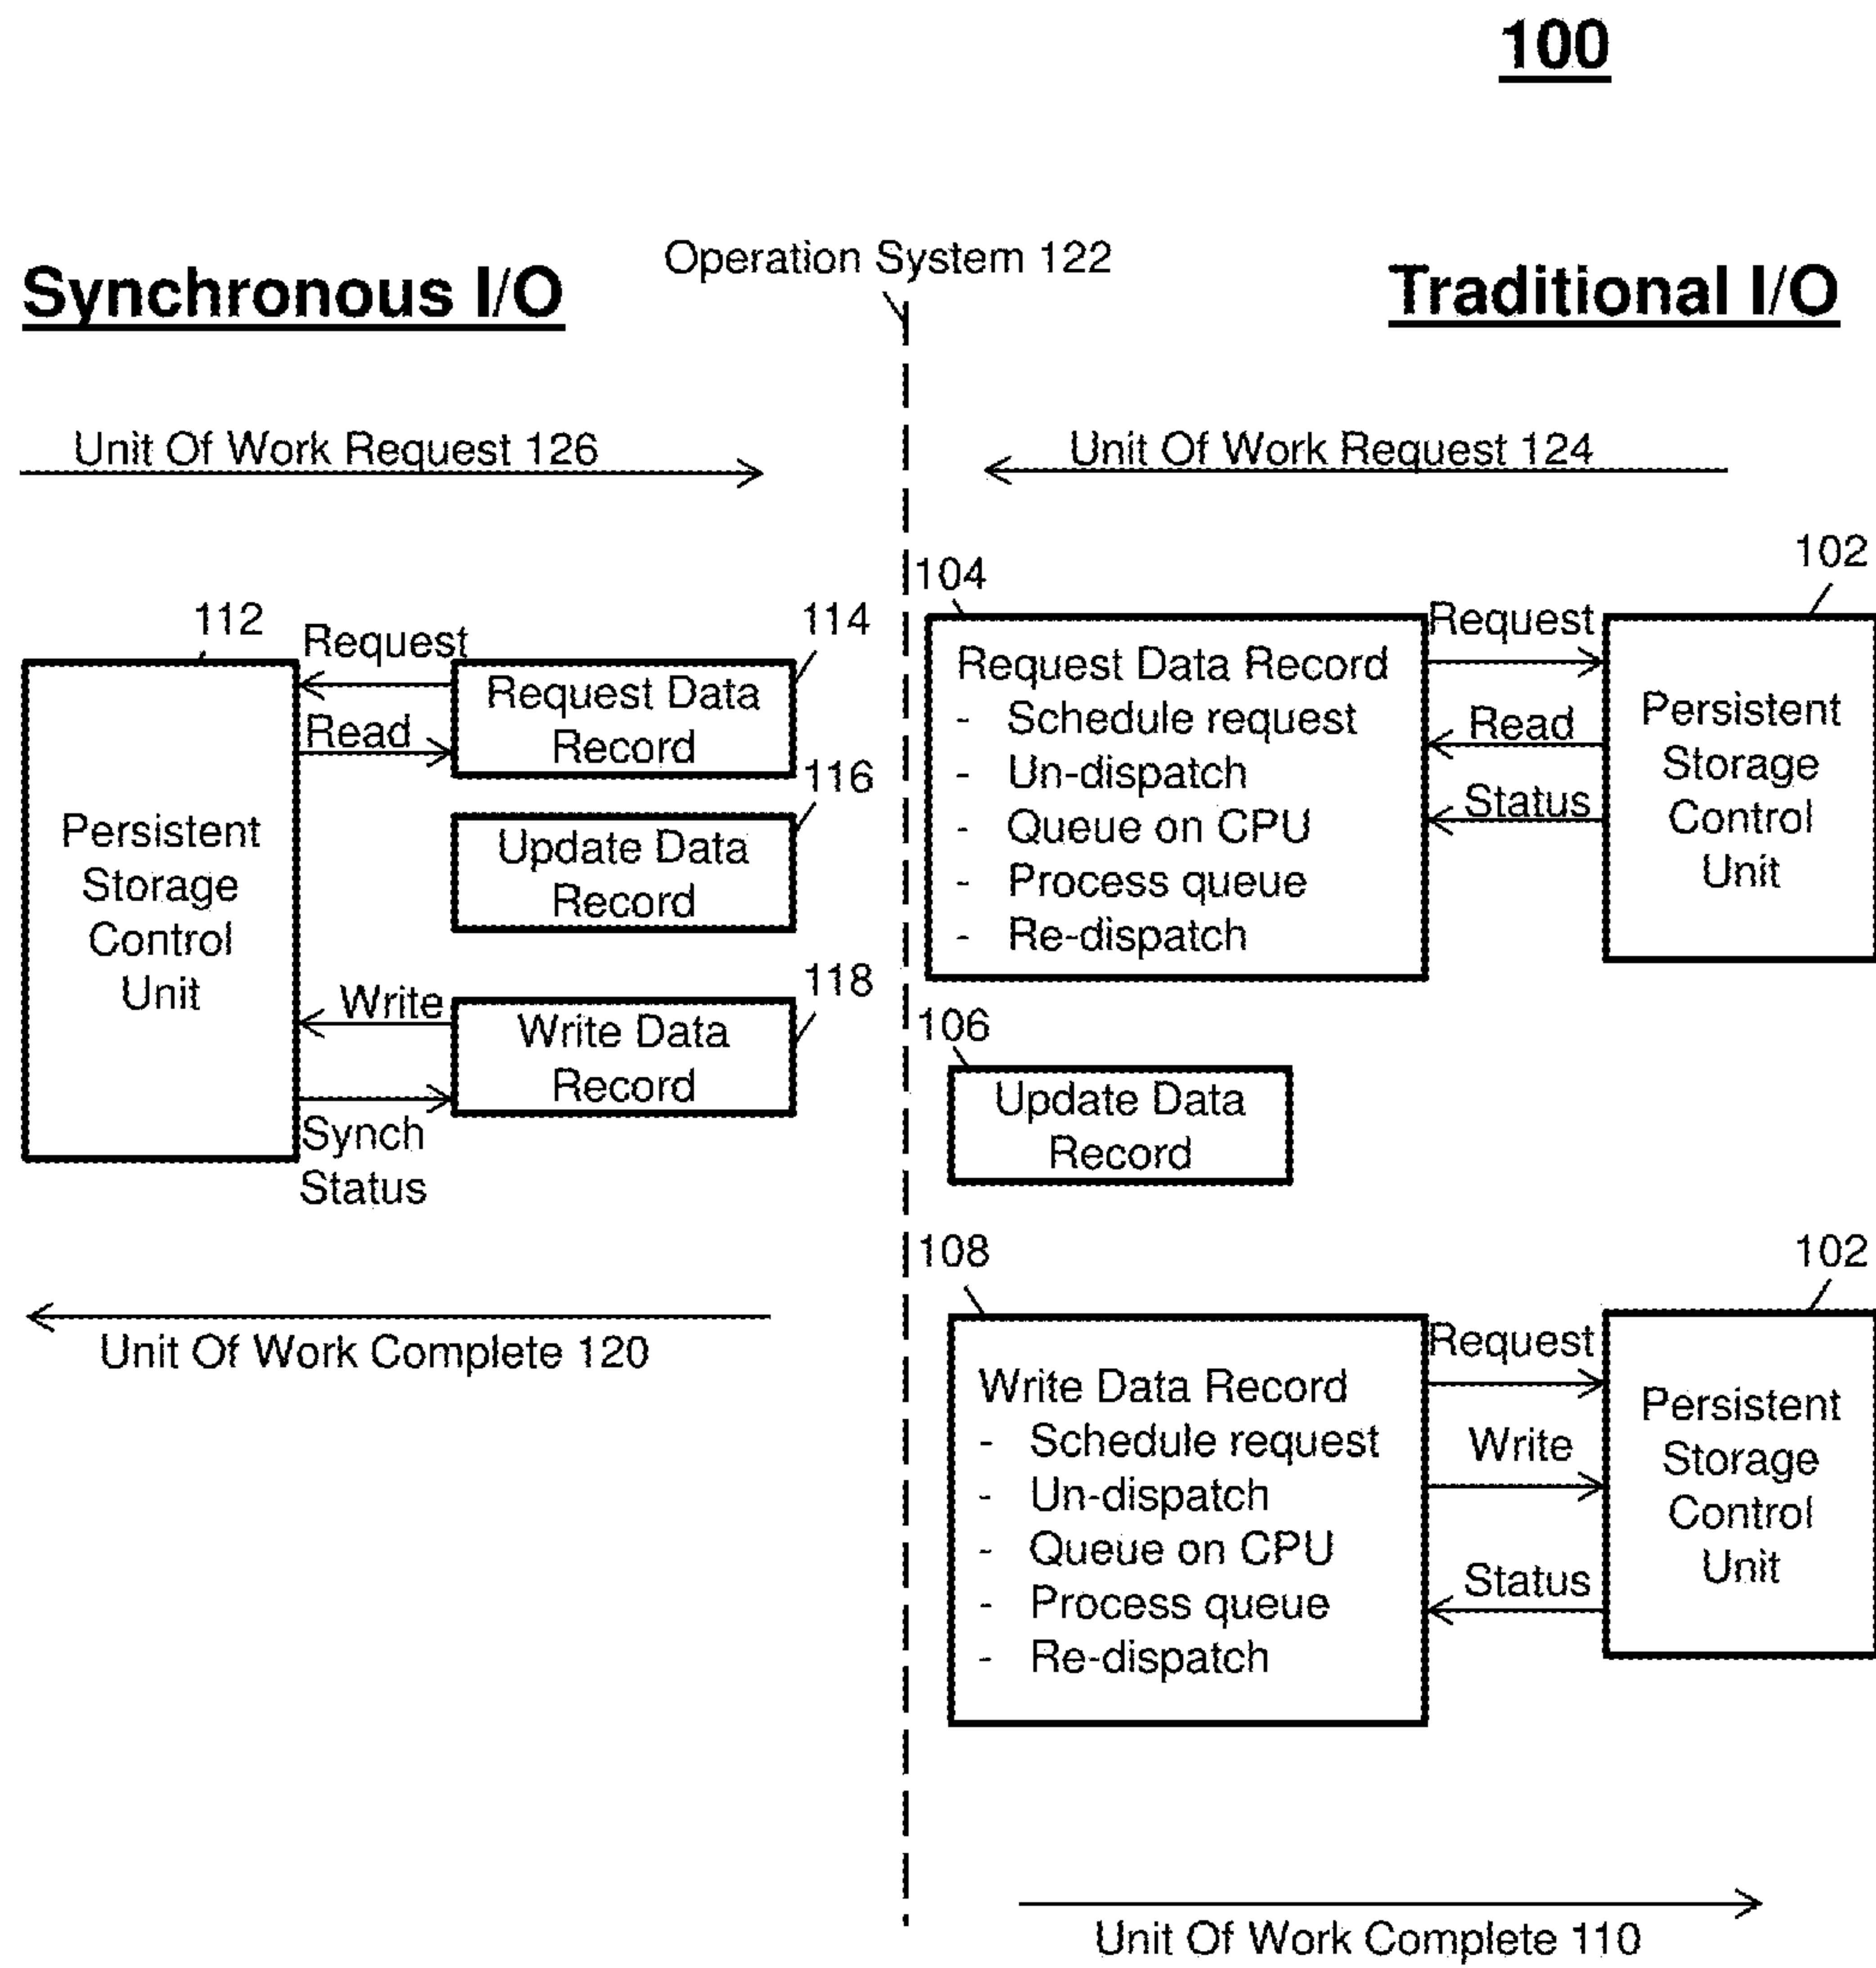 100
Operation System 122
Synchronous I/O
Traditional I/O
Unit Of Work Request 126
Unit Of Work Request 124
112
Request
Read
114
Request Data
Record
116
Update Data
Record
Persistent
Storage
Control
Unit
118
Write
Write Data
Record
Synch
Status
Unit Of Work Complete 120
104
Request Data Record
- Schedule request
- Un-dispatch
- Queue on CPU
- Process queue
- Re-dispatch
Request
Read
Status
102
Persistent
Storage
Control
Unit
106
Update Data
Record
108
Write Data Record
- Schedule request
- Un-dispatch
- Queue on CPU
- Process queue
- Re-dispatch
Request
Write
Status
102
Persistent
Storage
Control
Unit
Unit Of Work Complete 110